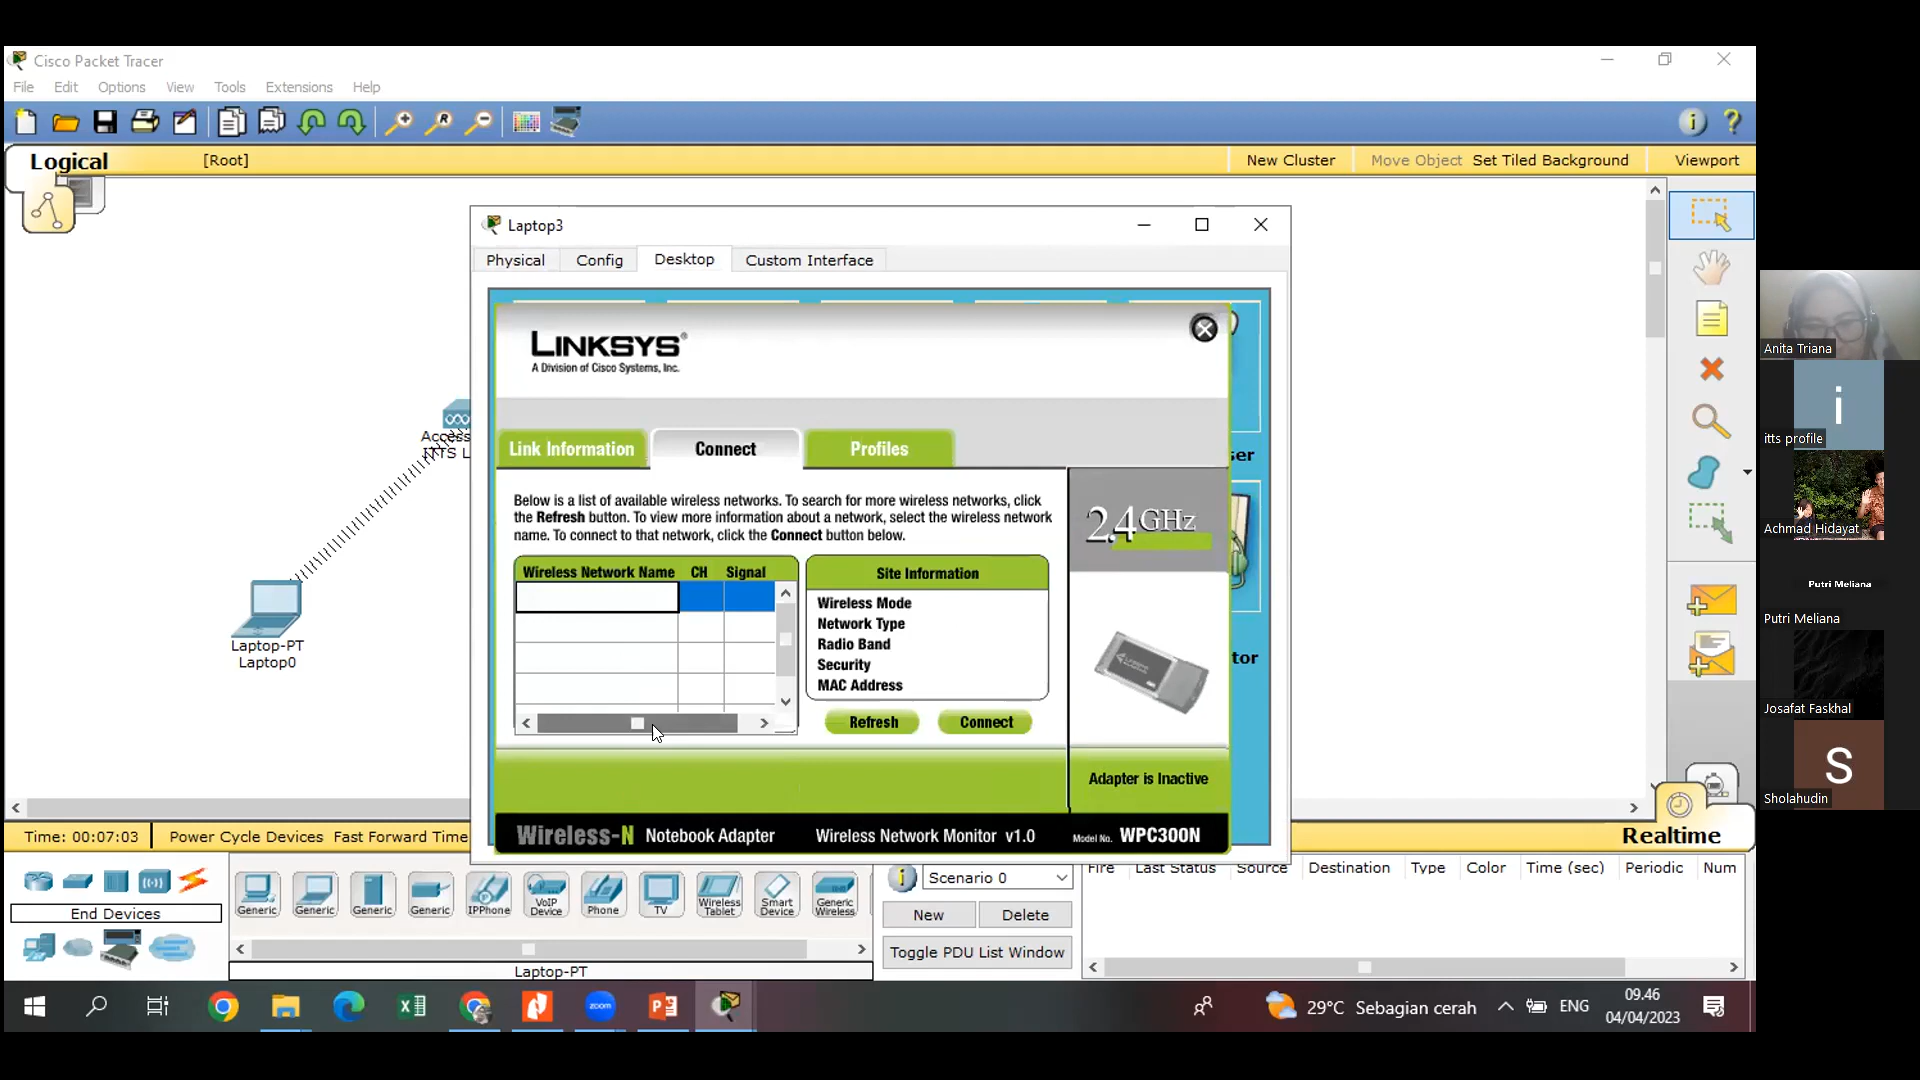 Cisco Packet Tracer
File Edit Options View Tools Extensions Help
Logical
[Root]
New Cluster
Move Object
Set Tiled Background
Viewport
Laptop3
Physical
Config
Desktop
Custom Interface
LINKSYS®
A Division of Cisco Systems, Inc.
Link Information
Connect
Profiles
Below is a list of available wireless networks. To search for more wireless networks, click
the Refresh button. To view more information about a network, select the wireless network
name. To connect to that network, click the Connect button below.
Wireless Network Name CH Signal
Site Information
Wireless Mode
Network Type
Radio Band
Security
MAC Address
Refresh
Connect
2.4GHz
Adapter is Inactive
Wireless-N Notebook Adapter
Wireless Network Monitor v1.0
Model No. WPC300N
ser
tor
Access
ITTS L
Laptop-PT
Laptop0
Time: 00:07:03
Power Cycle Devices
Fast Forward Time
Realtime
End Devices
Generic
Generic
Generic
Generic
IPPhone
VoIP
Device
Phone
TV
Wireless
Tablet
Smart
Device
Generic
Wireless
Laptop-PT
Scenario 0
New
Delete
Toggle PDU List Window
Fire
Last Status
Source
Destination
Type
Color
Time (sec)
Periodic
Num
zoom
29°C Sebagian cerah
ENG
09.46
04/04/2023
Anita Triana
i
itts profile
Achmad Hidayat
Putri Meliana
Putri Meliana
Josafat Faskhal
S
Sholahudin